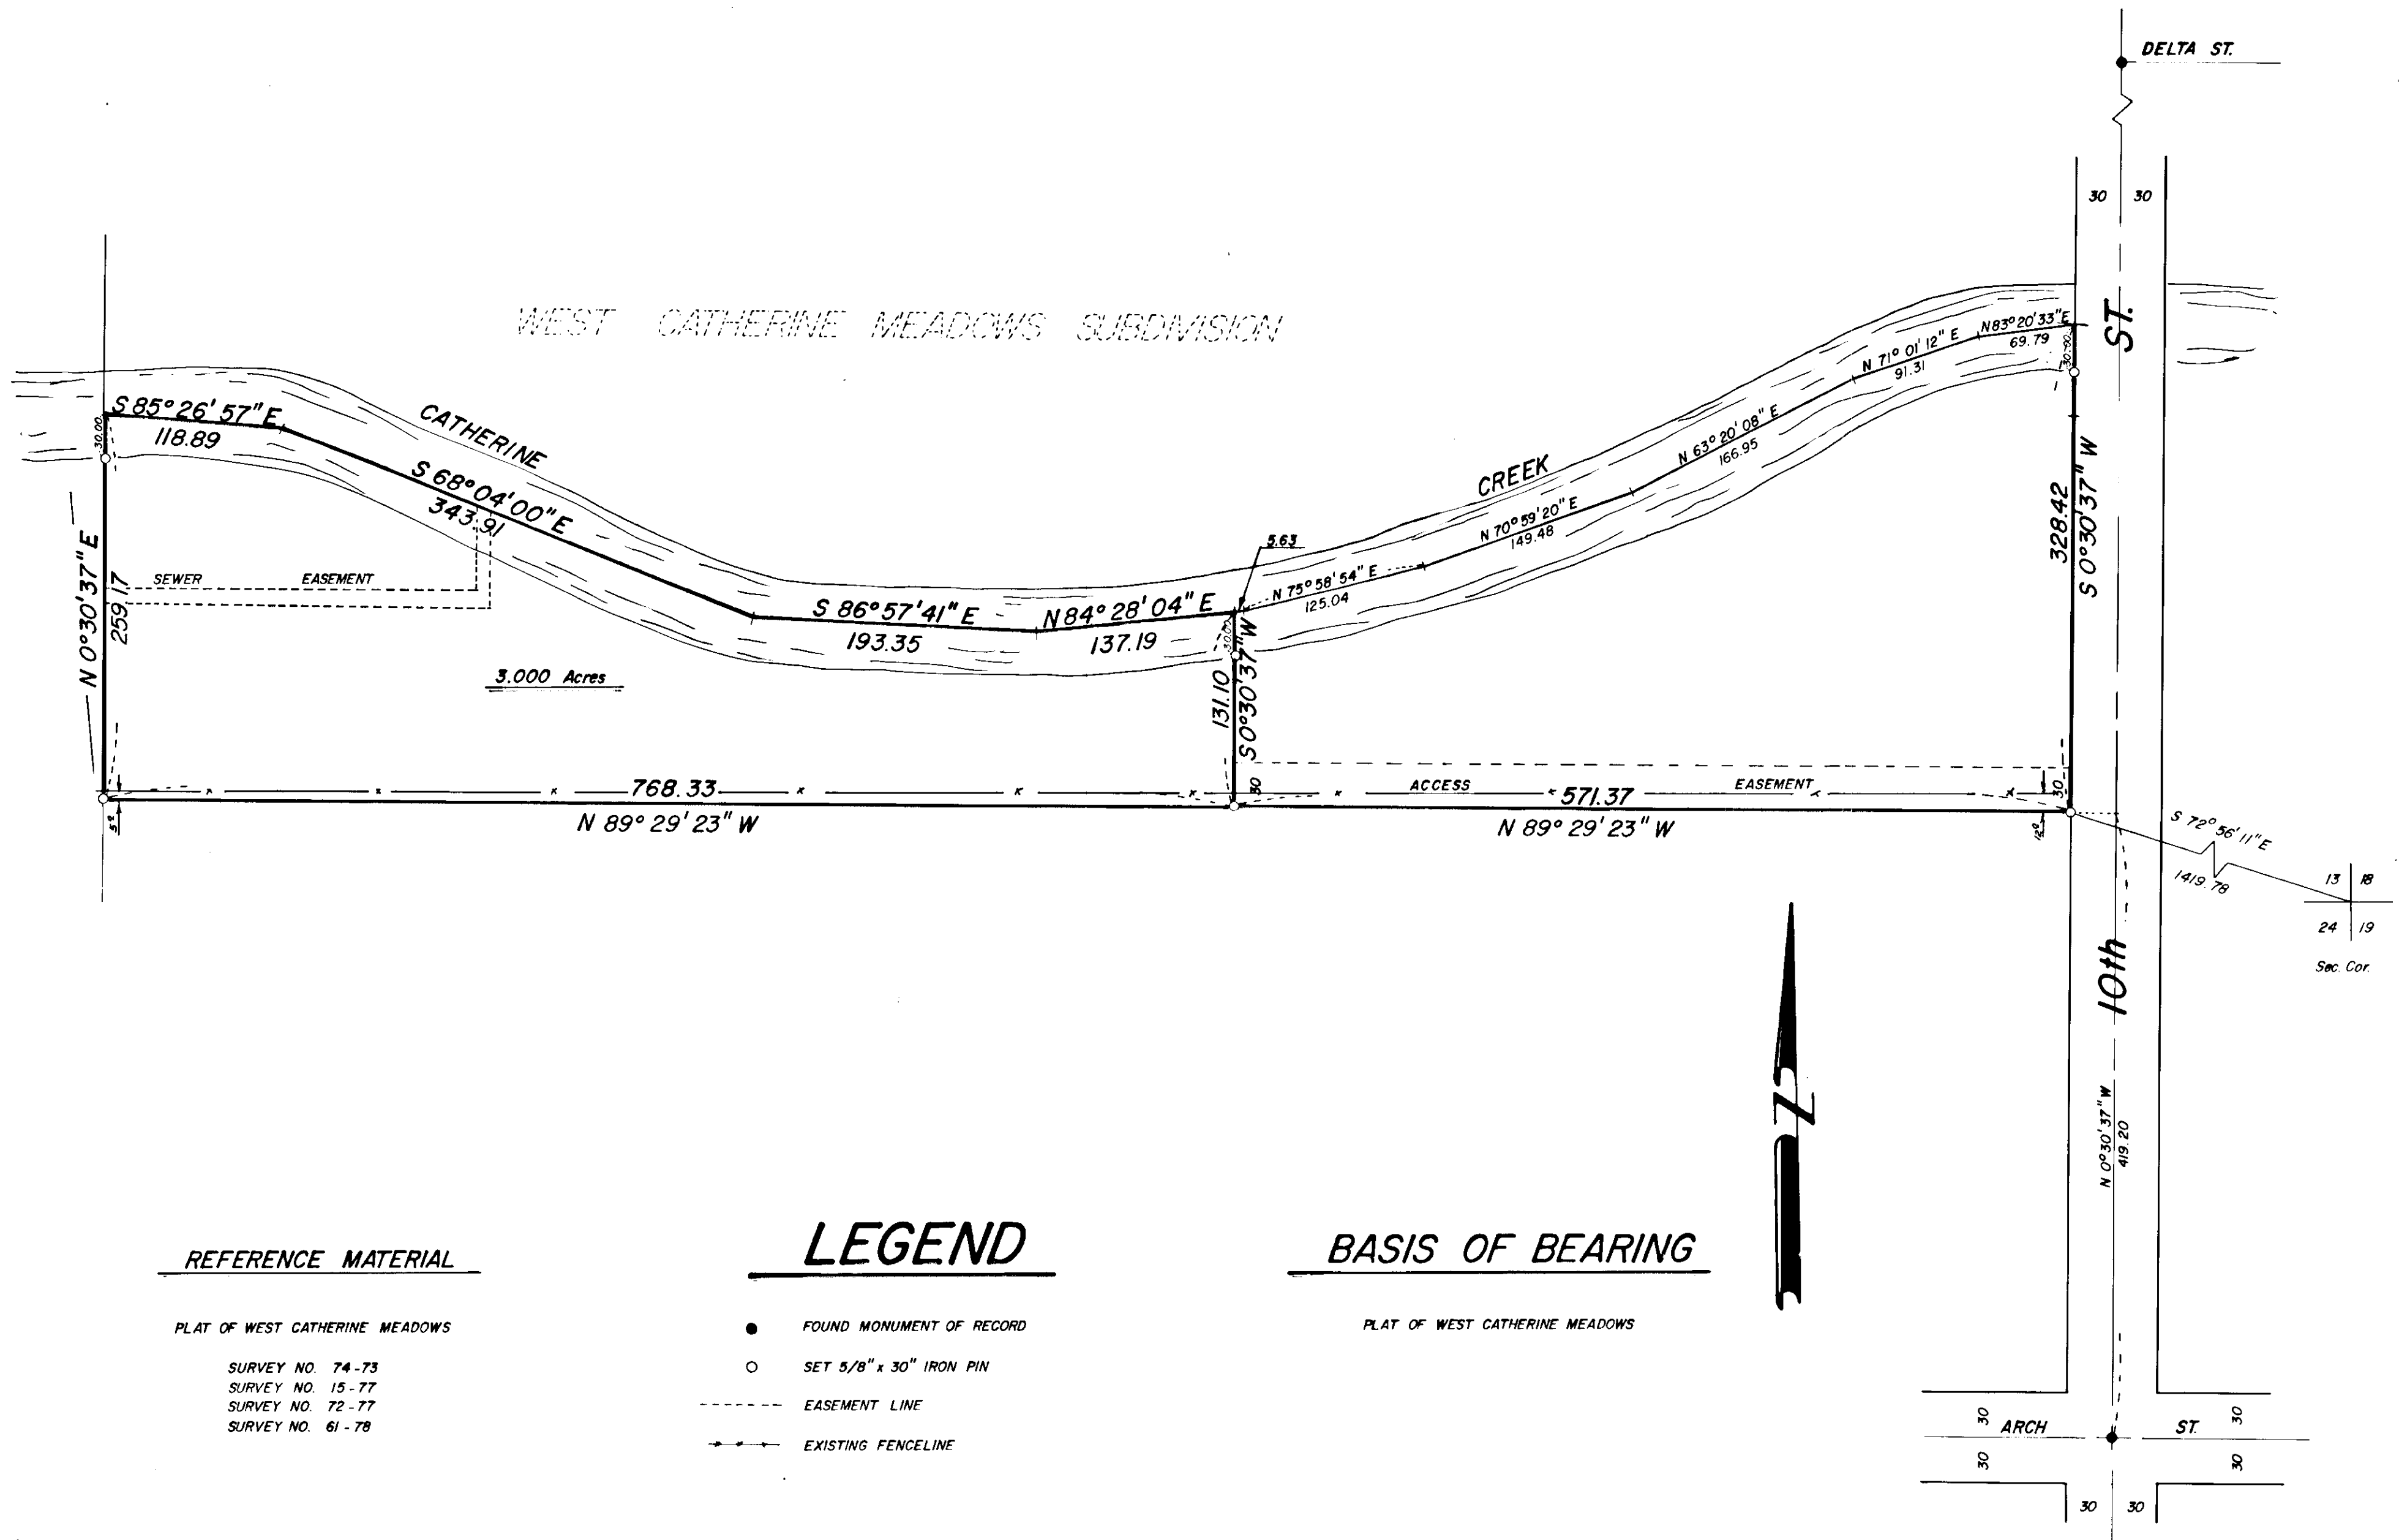 DELTA ST.
30 30
WEST CATHERINE MEADOWS SUBDIVISION
ST.
N 83° 20' 33" E
69.79
30.00
N 71° 01' 12" E
91.31
S 85° 26' 57" E
118.89
30.00
CATHERINE
CREEK
N 63° 20' 08" E
166.95
S 68° 04' 00" E
343.91
N 70° 59' 20" E
149.48
328.42
S 0° 30' 37" W
5.63
N 75° 58' 54" E
125.04
N 0° 30' 37" E
259.17
SEWER EASEMENT
S 86° 57' 41" E
193.35
N 84° 28' 04" E
137.19
30.00
131.10
S 0° 30' 37" W
3.000 Acres
768.33
N 89° 29' 23" W
30
ACCESS EASEMENT
571.37
N 89° 29' 23" W
30
S 72° 56' 11" E
1419.78
13 18
24 19
Sec. Cor.
10th
N 0° 30' 37" W
419.20
REFERENCE MATERIAL
PLAT OF WEST CATHERINE MEADOWS
SURVEY NO. 74-73
SURVEY NO. 15-77
SURVEY NO. 72-77
SURVEY NO. 61-78
LEGEND
FOUND MONUMENT OF RECORD
SET 5/8" x 30" IRON PIN
EASEMENT LINE
EXISTING FENCELINE
BASIS OF BEARING
PLAT OF WEST CATHERINE MEADOWS
N
30 30
ARCH ST.
30 30
30 30